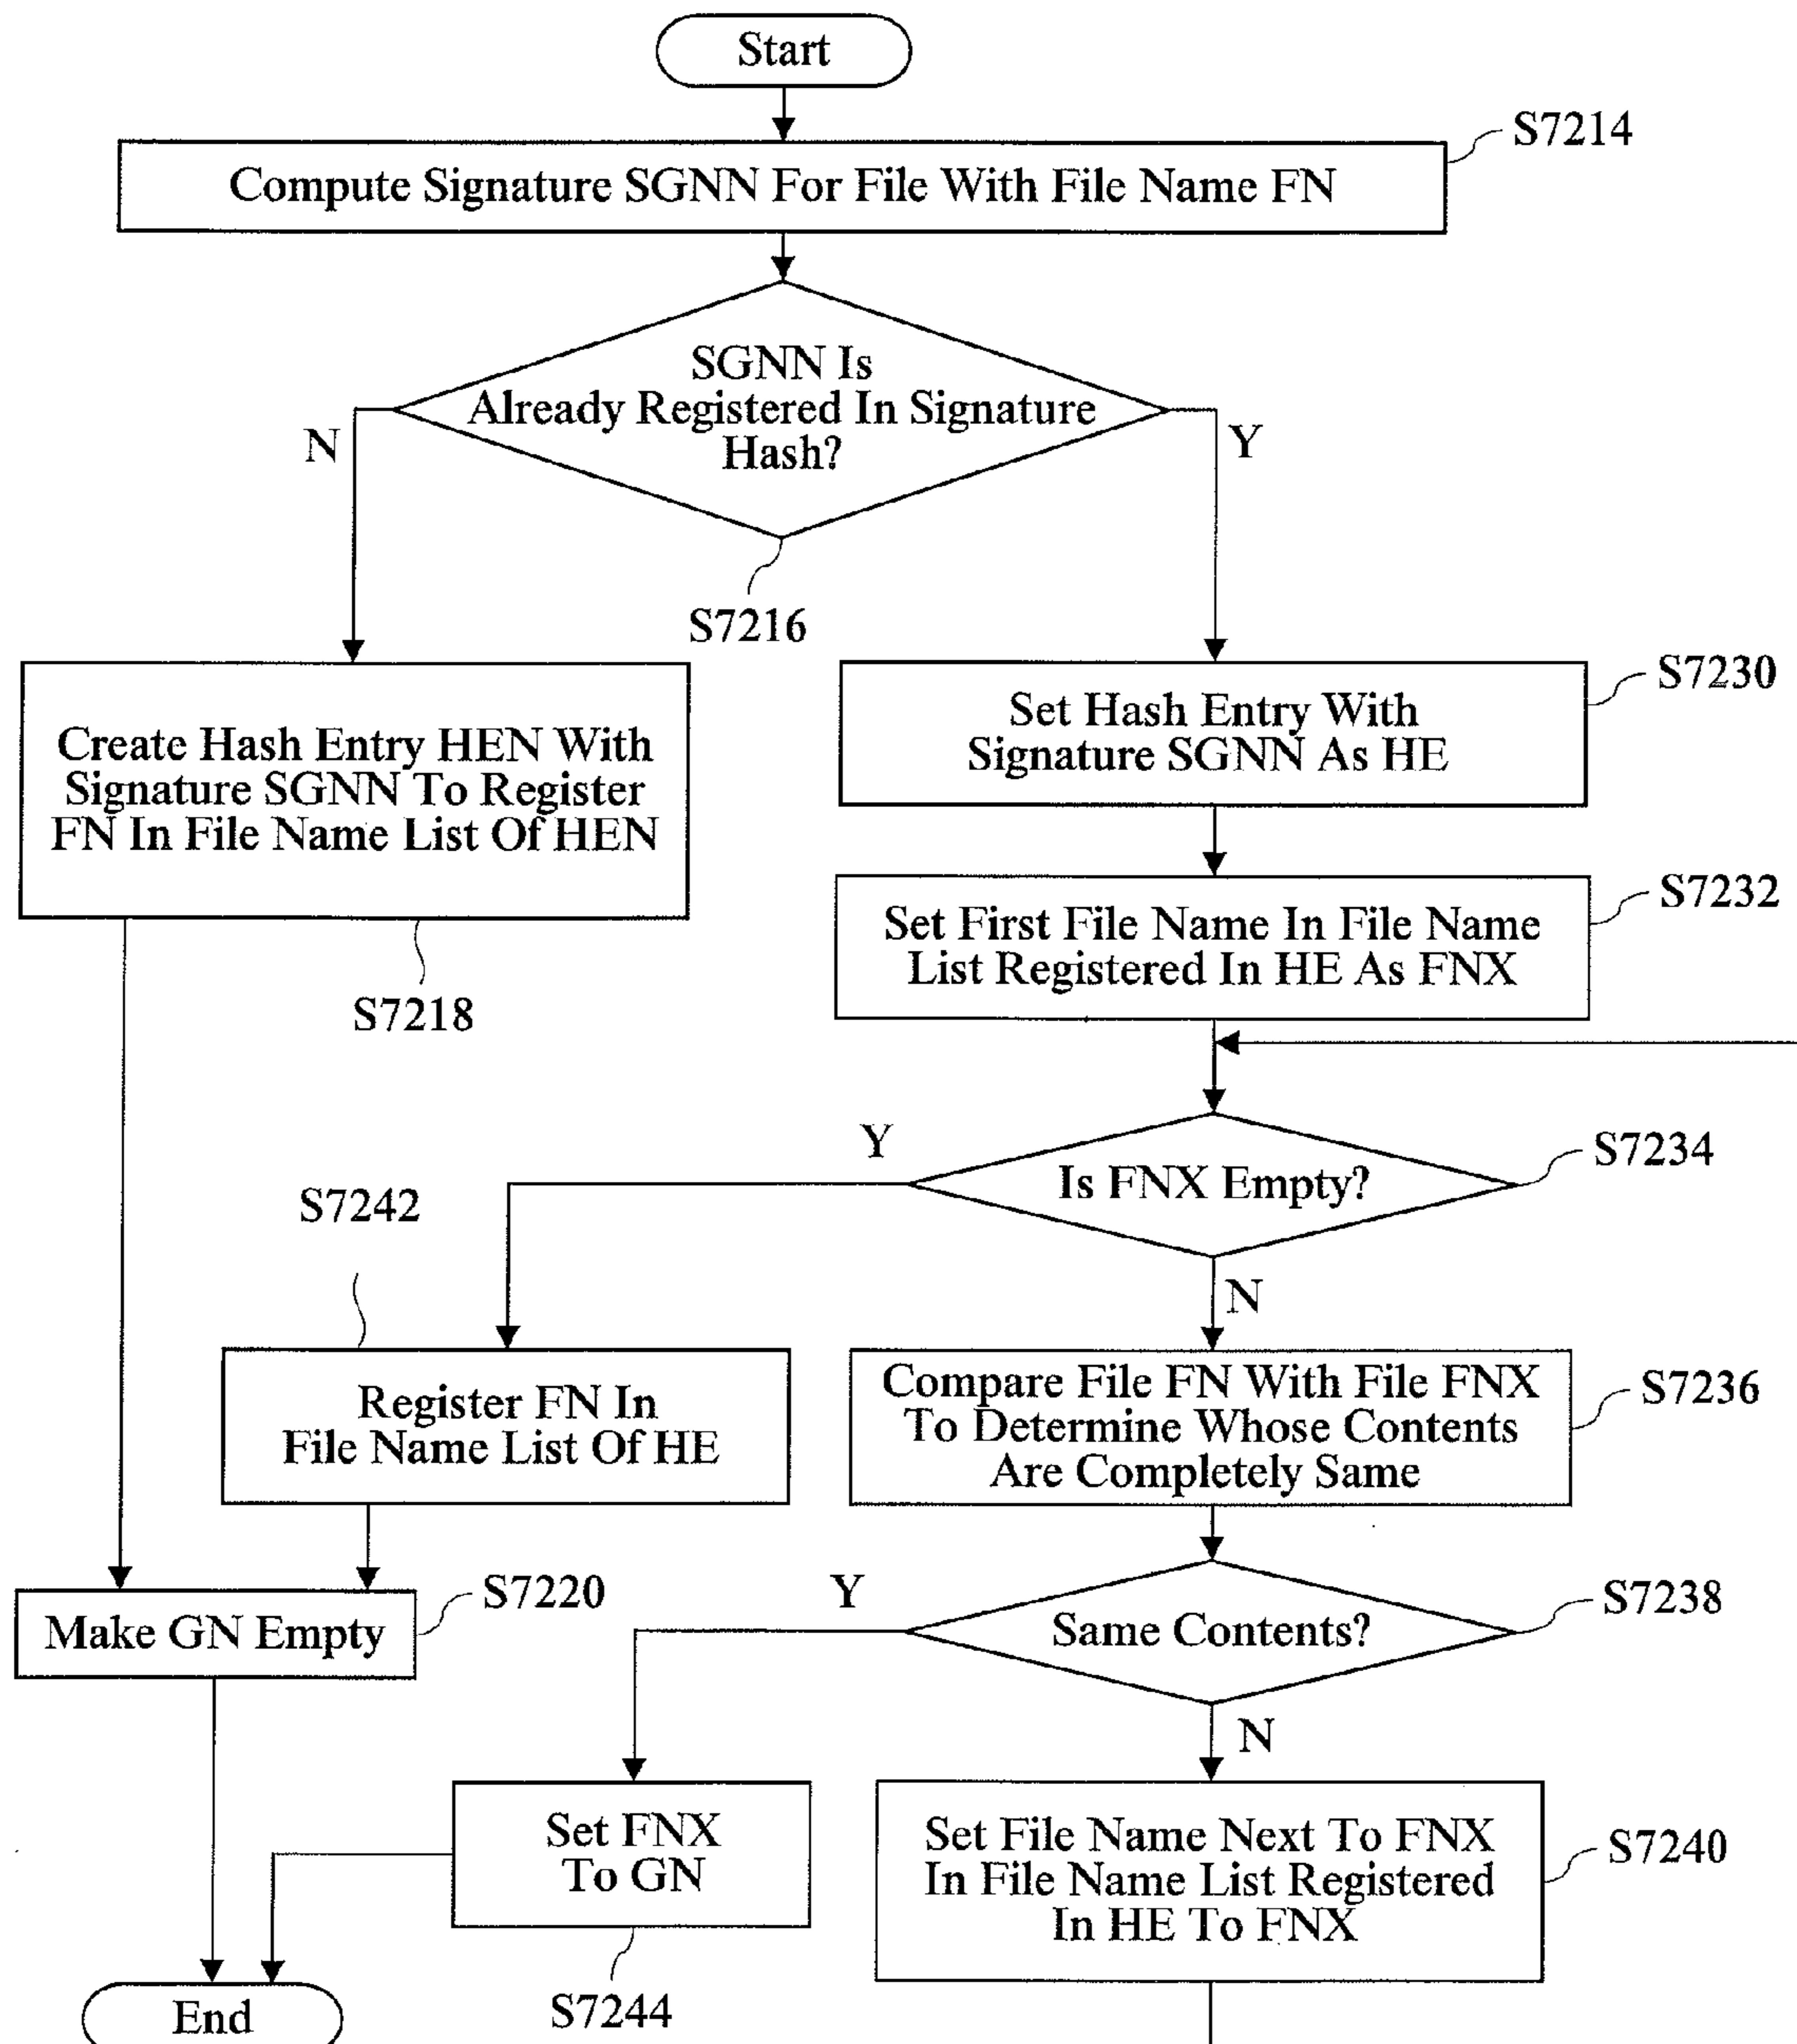 Start
S7214
Compute Signature SGNN For File With File Name FN
SGNN Is
Already Registered In Signature
Hash?
N
Y
S7216
S7230
Create Hash Entry HEN With
Signature SGNN To Register
FN In File Name List Of HEN
Set Hash Entry With
Signature SGNN As HE
S7218
S7232
Set First File Name In File Name
List Registered In HE As FNX
Y
S7234
Is FNX Empty?
S7242
N
Register FN In
File Name List Of HE
Compare File FN With File FNX
To Determine Whose Contents
Are Completely Same
S7236
S7220
Make GN Empty
Y
S7238
Same Contents?
N
Set FNX
To GN
Set File Name Next To FNX
In File Name List Registered
In HE To FNX
S7240
S7244
End